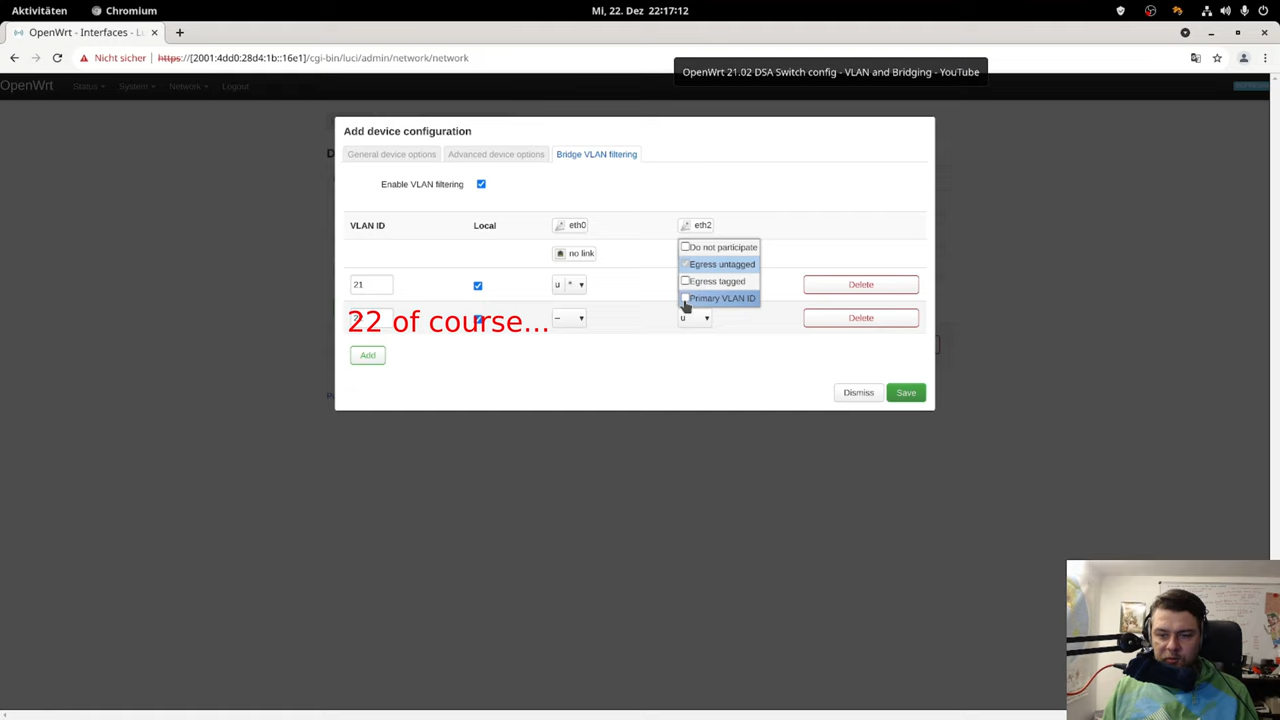 Aktivitäten
Chromium
Mi, 22. Dez 22:17:12
OpenWrt - Interfaces - L
Nicht sicher
https://[2001:4dd0:28d4:1b::16e1]/cgi-bin/luci/admin/network/network
OpenWrt 21.02 DSA Switch config - VLAN and Bridging - YouTube
OpenWrt
Status
System
Network
Logout
Add device configuration
General device options
Advanced device options
Bridge VLAN filtering
Enable VLAN filtering
VLAN ID
Local
eth0
eth2
no link
Do not participate
Egress untagged
Egress tagged
Primary VLAN ID
21
u *
Delete
22 of course...
–
u
Delete
Add
Dismiss
Save